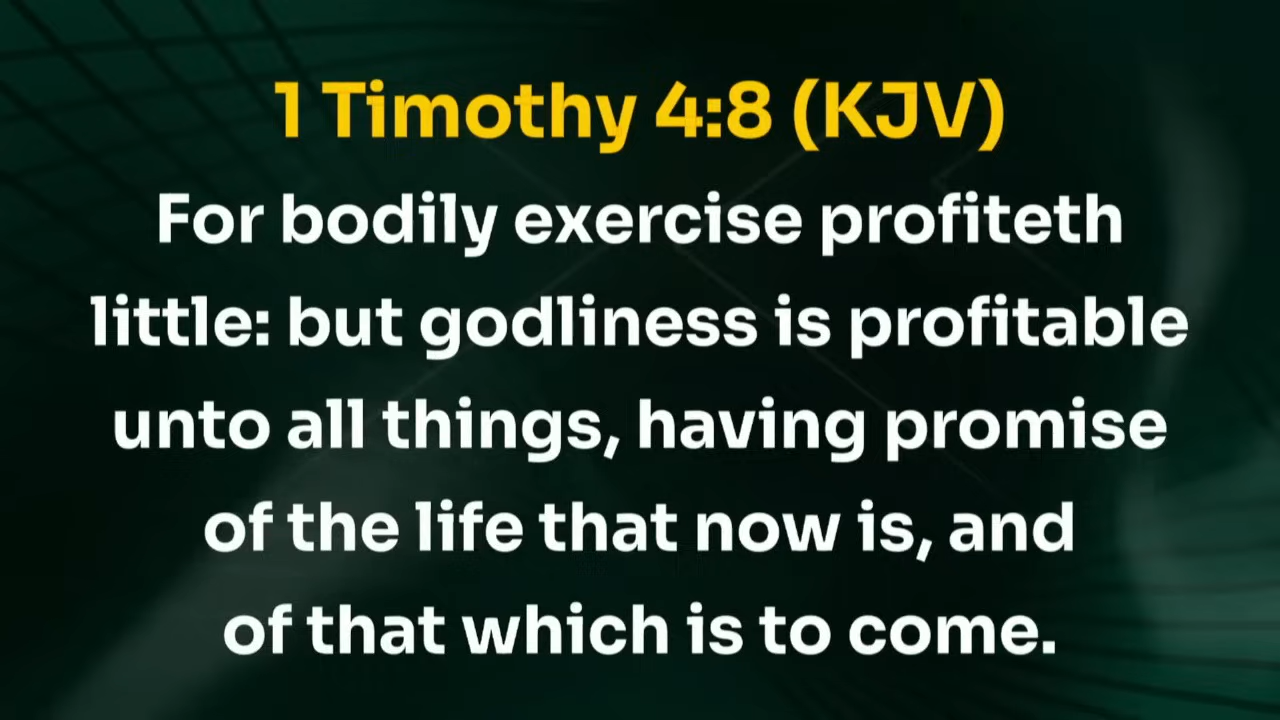 1 Timothy 4:8 (KJV)
For bodily exercise profiteth
little: but godliness is profitable
unto all things, having promise
of the life that now is, and
of that which is to come.